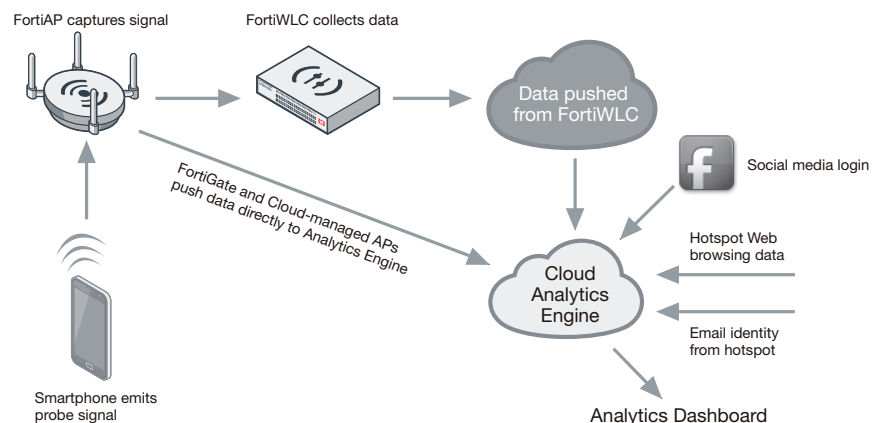 FortiAP captures signal
FortiWLC collects data
Data pushed
from FortiWLC
Social media login
FortiGate and Cloud-managed APs
push data directly to Analytics Engine
Hotspot Web
browsing data
Cloud
Analytics
Engine
Email identity
from hotspot
Smartphone emits
probe signal
Analytics Dashboard